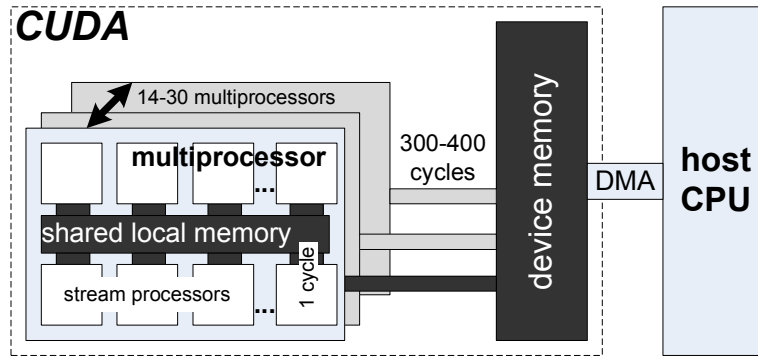 CUDA
14-30 multiprocessors
multiprocessor
...
shared local memory
1 cycle
stream processors
...
300-400
cycles
device memory
DMA
host
CPU